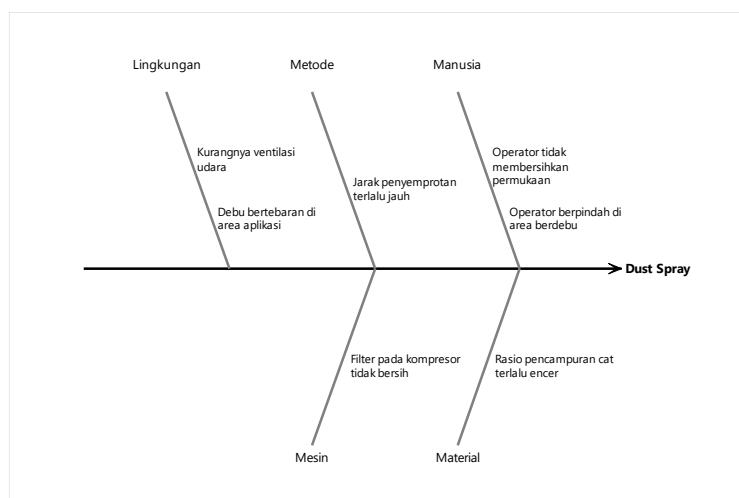 Lingkungan
Metode
Manusia
Kurangnya ventilasi
udara
Debu bertebaran di
area aplikasi
Jarak penyemprotan
terlalu jauh
Operator tidak
membersihkan
permukaan
Operator berpindah di
area berdebu
Dust Spray
Filter pada kompresor
tidak bersih
Rasio pencampuran cat
terlalu encer
Mesin
Material